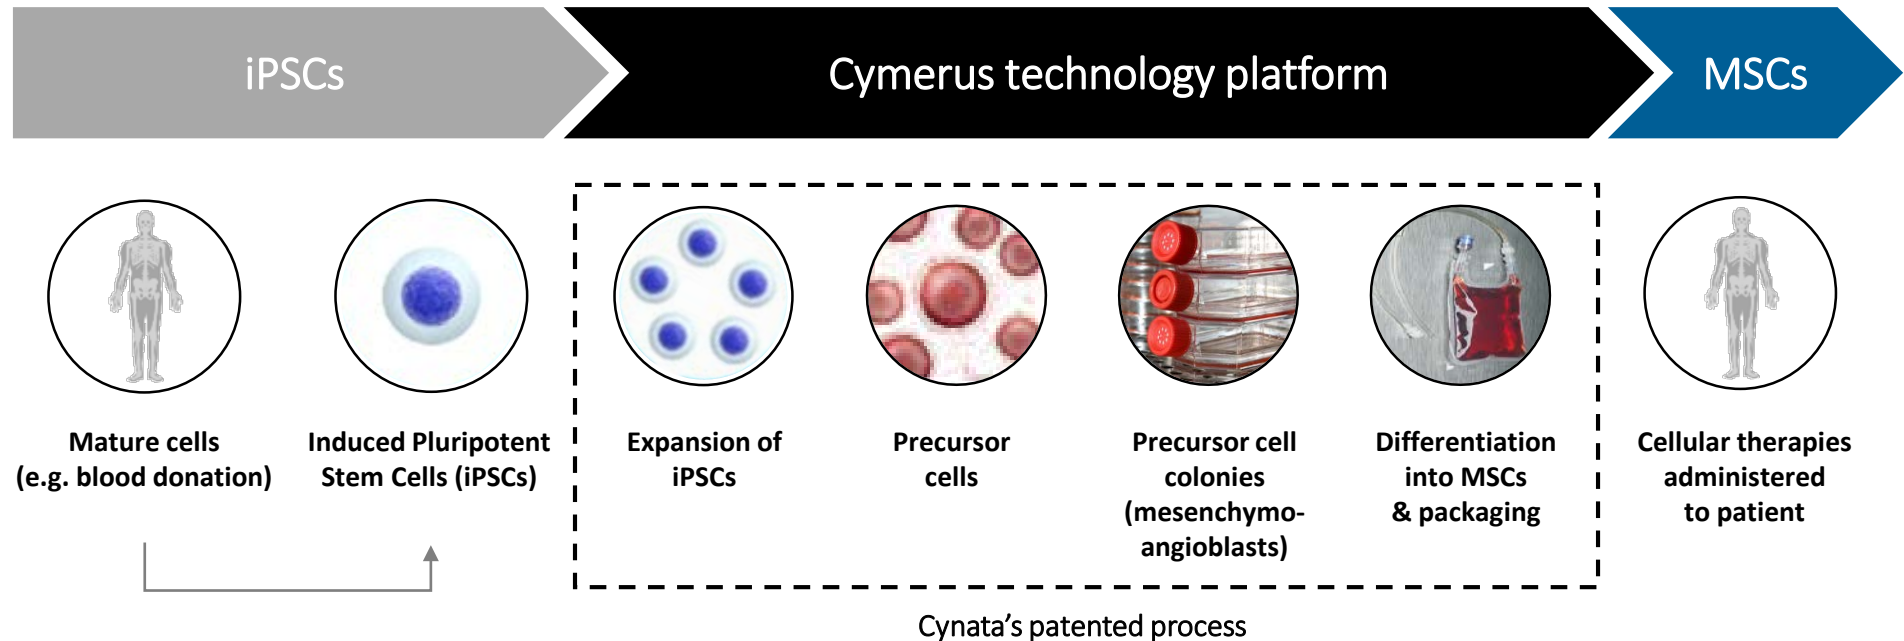 iPSCs
Cymerus technology platform
MSCs
Mature cells
(e.g. blood donation)
Induced Pluripotent
Stem Cells (iPSCs)
Expansion of
iPSCs
Precursor
cells
Precursor cell
colonies
(mesenchymo-
angioblasts)
Differentiation
into MSCs
& packaging
Cellular therapies
administered
to patient
Cynata’s patented process